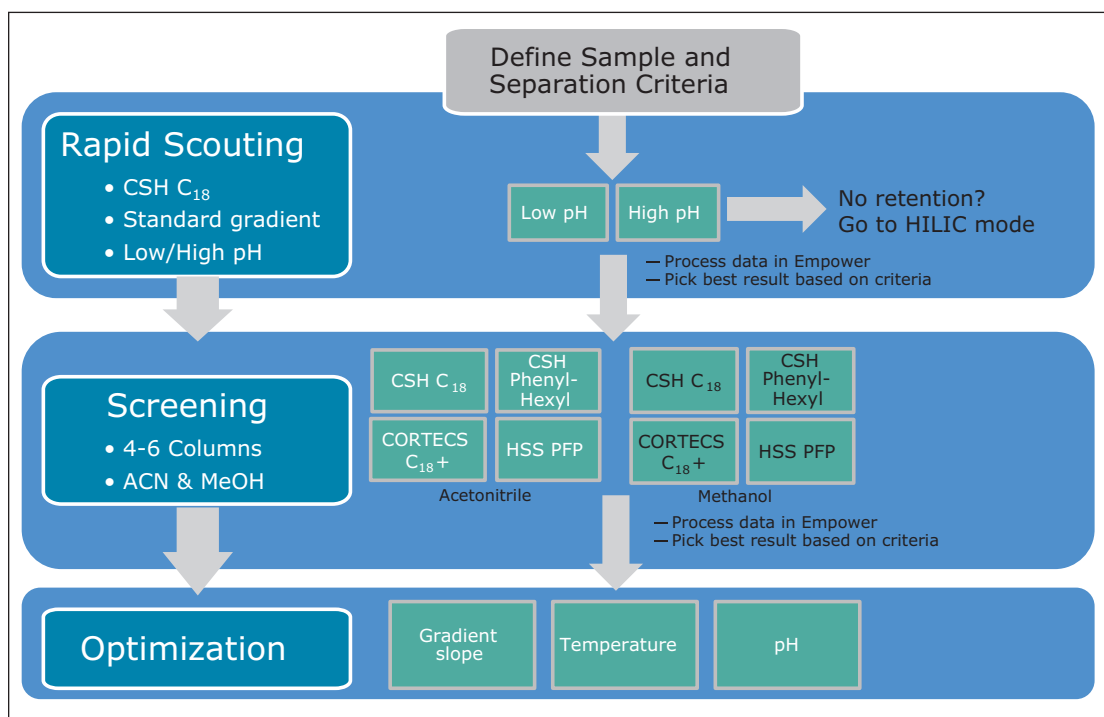 Define Sample and
Separation Criteria
Rapid Scouting
• CSH C₁₈
• Standard gradient
• Low/High pH
Low pH
High pH
No retention?
Go to HILIC mode
— Process data in Empower
— Pick best result based on criteria
Screening
• 4-6 Columns
• ACN & MeOH
CSH C₁₈
CSH
Phenyl-
Hexyl
CORTECS
C₁₈+
HSS PFP
Acetonitrile
CSH C₁₈
CSH
Phenyl-
Hexyl
CORTECS
C₁₈+
HSS PFP
Methanol
— Process data in Empower
— Pick best result based on criteria
Optimization
Gradient
slope
Temperature
pH